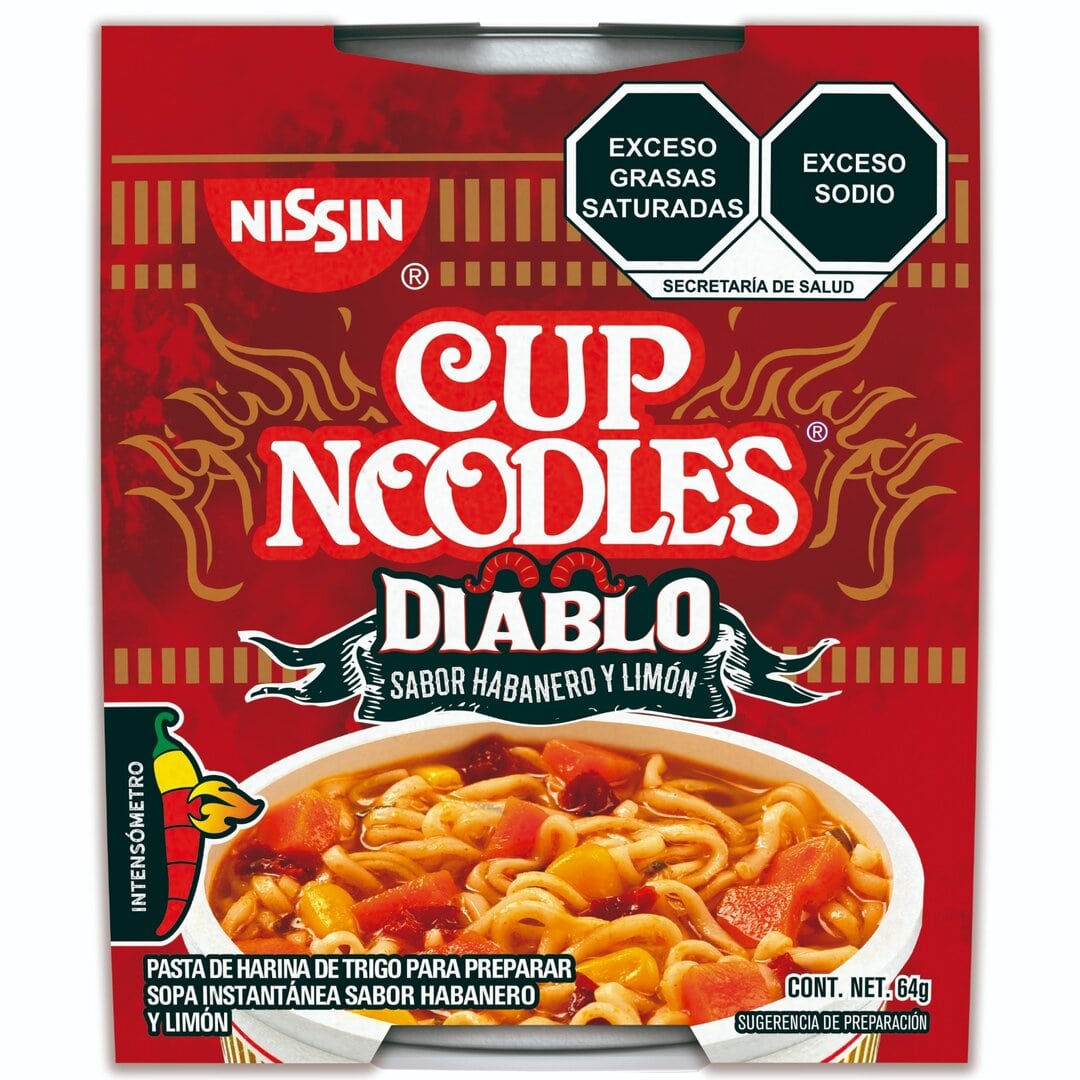 EXCESO
GRASAS
SATURADAS
EXCESO
SODIO
SECRETARÍA DE SALUD
NISSIN
®
CUP
NOODLES
®
DIABLO
SABOR HABANERO Y LIMÓN
INTENSÓMETRO
PASTA DE HARINA DE TRIGO PARA PREPARAR
SOPA INSTANTÁNEA SABOR HABANERO
Y LIMÓN
CONT. NET. 64g
SUGERENCIA DE PREPARACIÓN